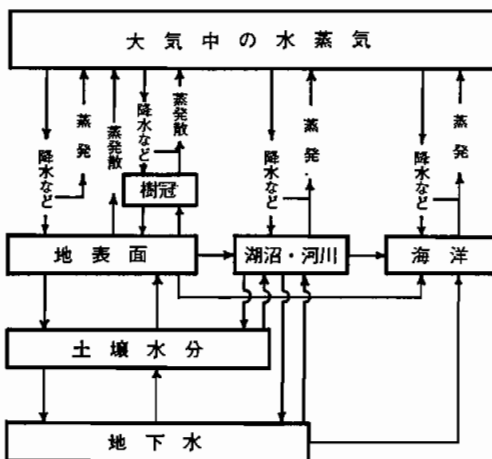 大気中の水蒸気
降水など
蒸発
蒸発散
降水など
蒸発散
降水など
蒸発
降水など
蒸発
樹冠
地表面
湖沼・河川
海洋
土壌水分
地下水